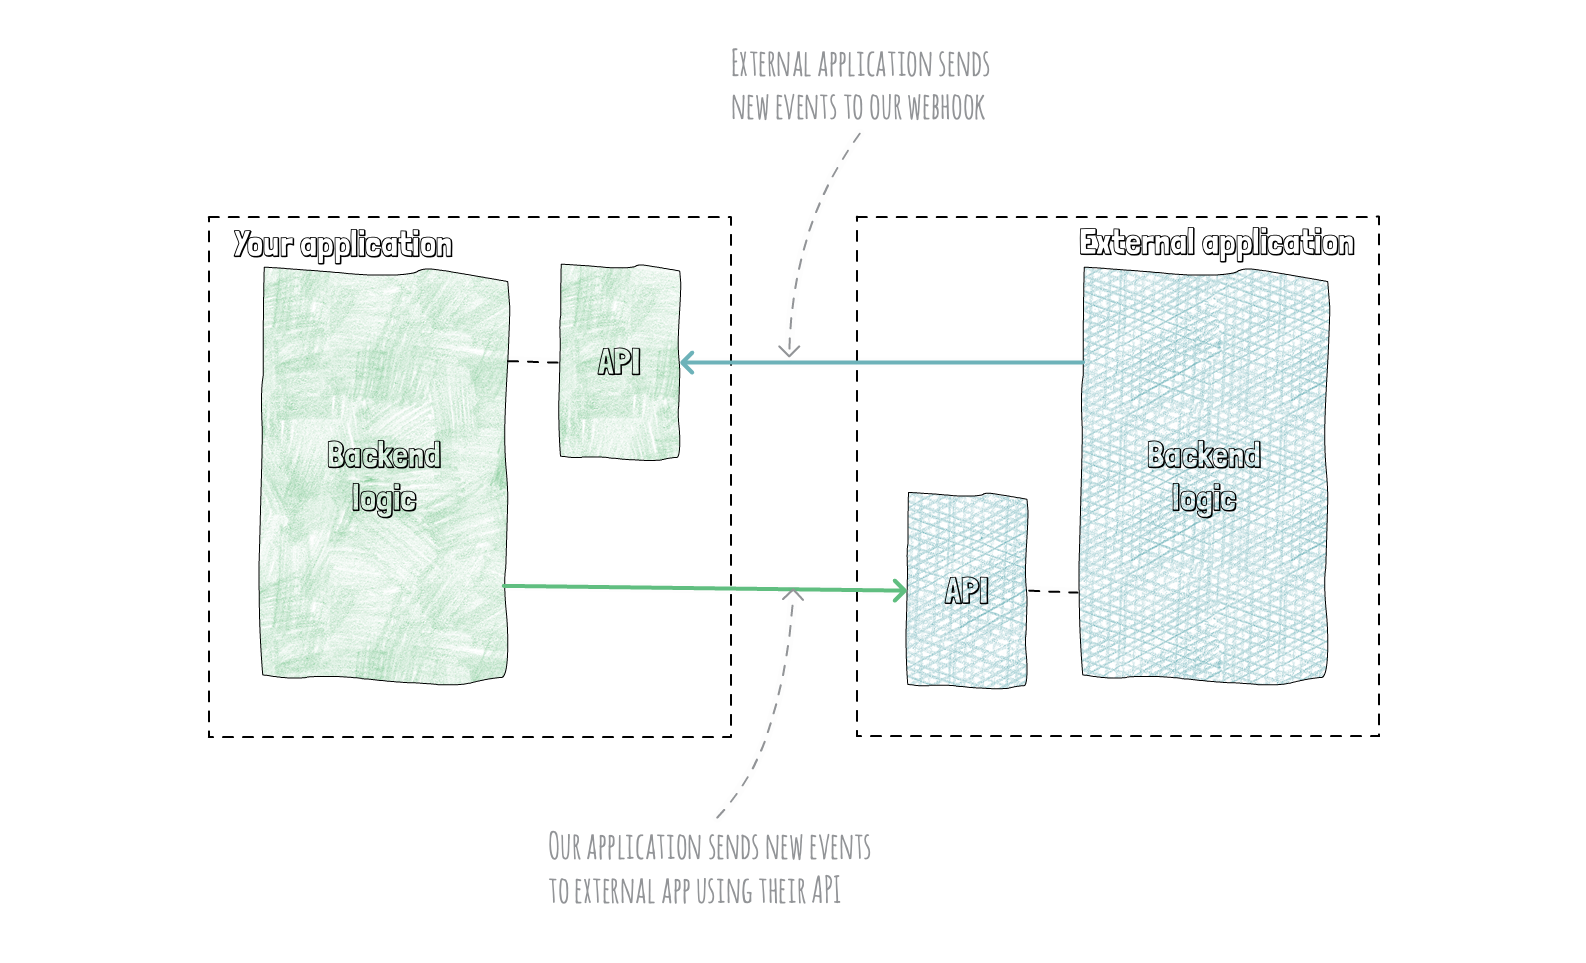 External application sends
new events to our webhook
Your application
External application
API
Backend
logic
Backend
logic
API
Our application sends new events
to external app using their API